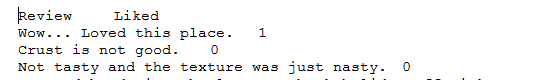 Review	Liked
Wow... Loved this place.	1
Crust is not good.	0
Not tasty and the texture was just nasty.	0